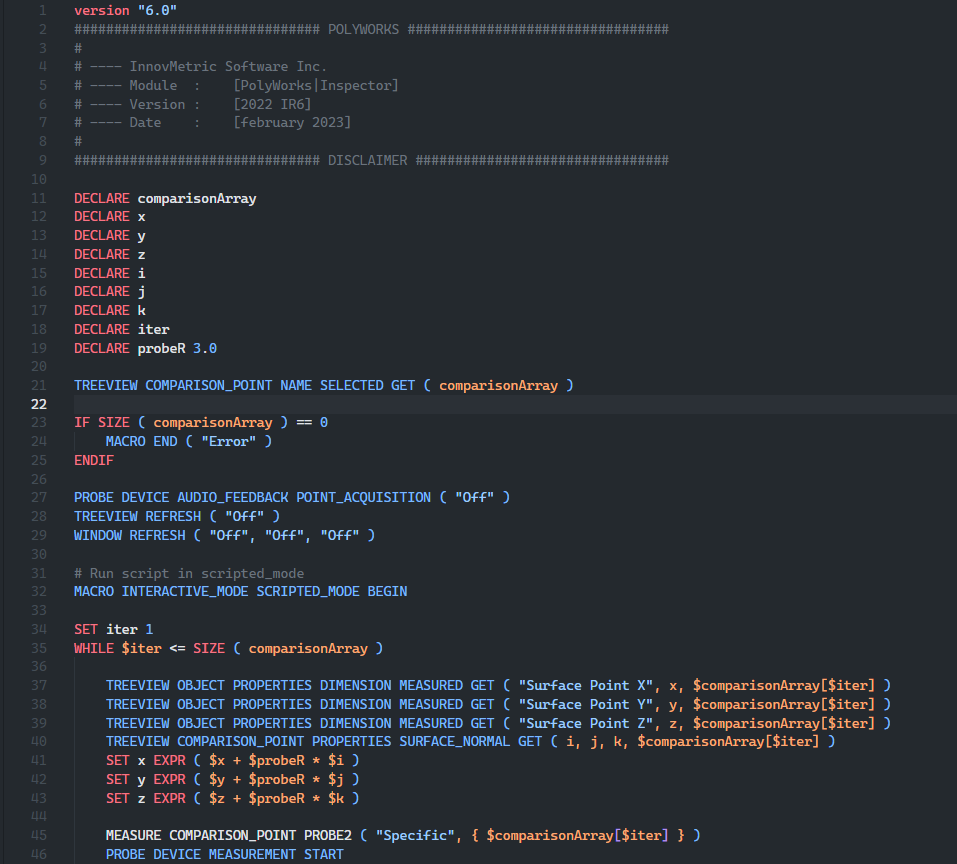 1 version "6.0"
2 ############################### POLYWORKS #################################
3 #
4 # ---- InnovMetric Software Inc.
5 # ---- Module  :    [PolyWorks|Inspector]
6 # ---- Version :    [2022 IR6]
7 # ---- Date    :    [february 2023]
8 #
9 ############################### DISCLAIMER ################################
10
11 DECLARE comparisonArray
12 DECLARE x
13 DECLARE y
14 DECLARE z
15 DECLARE i
16 DECLARE j
17 DECLARE k
18 DECLARE iter
19 DECLARE probeR 3.0
20
21 TREEVIEW COMPARISON_POINT NAME SELECTED GET ( comparisonArray )
22
23 IF SIZE ( comparisonArray ) == 0
24     MACRO END ( "Error" )
25 ENDIF
26
27 PROBE DEVICE AUDIO_FEEDBACK POINT_ACQUISITION ( "Off" )
28 TREEVIEW REFRESH ( "Off" )
29 WINDOW REFRESH ( "Off", "Off", "Off" )
30
31 # Run script in scripted_mode
32 MACRO INTERACTIVE_MODE SCRIPTED_MODE BEGIN
33
34 SET iter 1
35 WHILE $iter <= SIZE ( comparisonArray )
36
37     TREEVIEW OBJECT PROPERTIES DIMENSION MEASURED GET ( "Surface Point X", x, $comparisonArray[$iter] )
38     TREEVIEW OBJECT PROPERTIES DIMENSION MEASURED GET ( "Surface Point Y", y, $comparisonArray[$iter] )
39     TREEVIEW OBJECT PROPERTIES DIMENSION MEASURED GET ( "Surface Point Z", z, $comparisonArray[$iter] )
40     TREEVIEW COMPARISON_POINT PROPERTIES SURFACE_NORMAL GET ( i, j, k, $comparisonArray[$iter] )
41     SET x EXPR ( $x + $probeR * $i )
42     SET y EXPR ( $y + $probeR * $j )
43     SET z EXPR ( $z + $probeR * $k )
44
45     MEASURE COMPARISON_POINT PROBE2 ( "Specific", { $comparisonArray[$iter] } )
46     PROBE DEVICE MEASUREMENT START